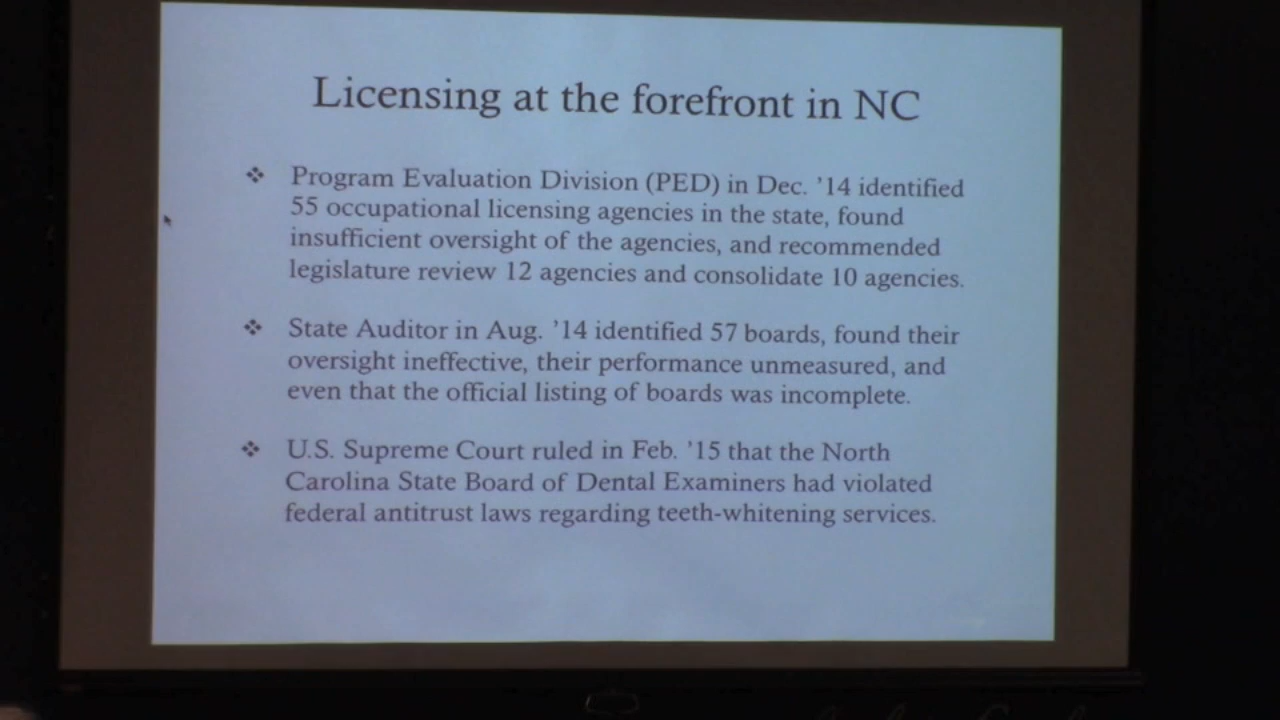 Licensing at the forefront in NC
❖ Program Evaluation Division (PED) in Dec. ’14 identified
55 occupational licensing agencies in the state, found
insufficient oversight of the agencies, and recommended
legislature review 12 agencies and consolidate 10 agencies.
❖ State Auditor in Aug. ’14 identified 57 boards, found their
oversight ineffective, their performance unmeasured, and
even that the official listing of boards was incomplete.
❖ U.S. Supreme Court ruled in Feb. ’15 that the North
Carolina State Board of Dental Examiners had violated
federal antitrust laws regarding teeth-whitening services.